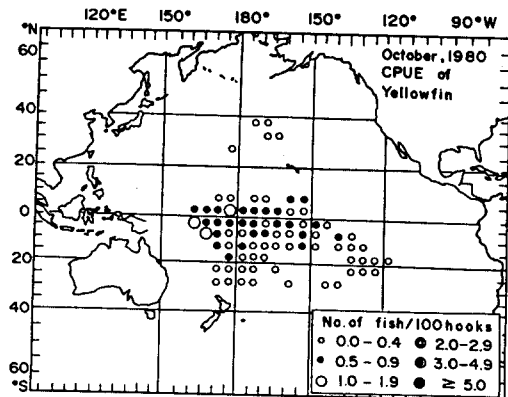 120°E 150° 180° 150° 120° 90°W
°N
60
40
20
0
20
40
60
°S
October, 1980
CPUE of
Yellowfin
No. of fish/100hooks
0.0 - 0.4 2.0-2.9
0.5 - 0.9 3.0-4.9
1.0 - 1.9 ≥ 5.0